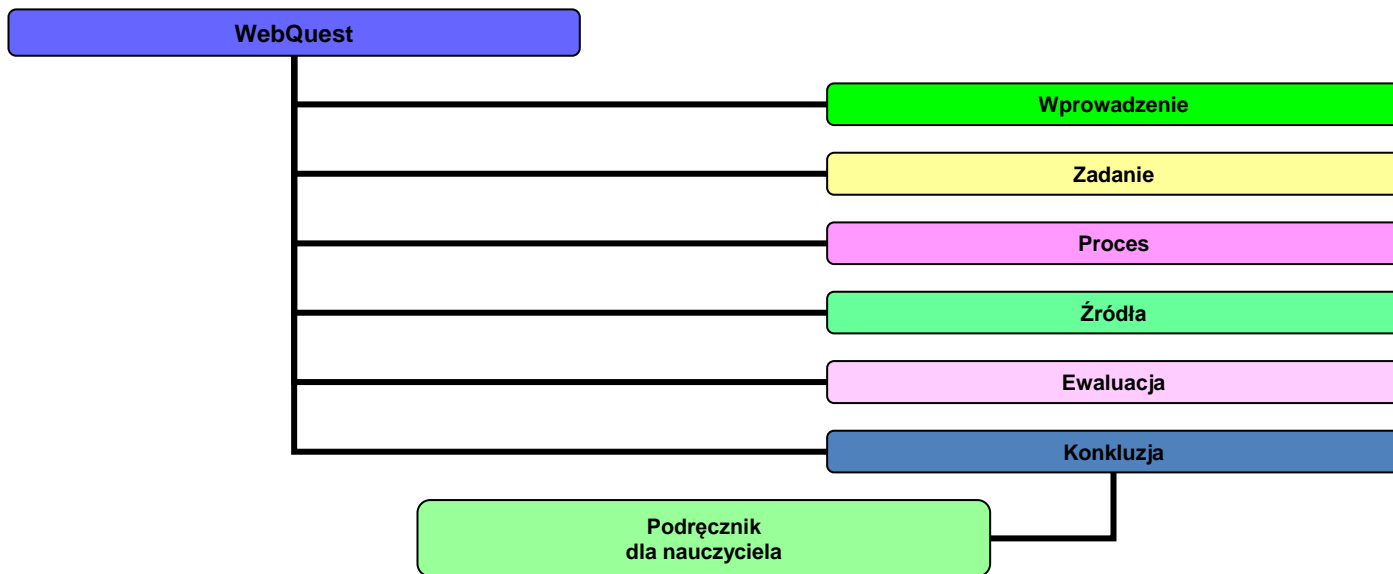 WebQuest
Wprowadzenie
Zadanie
Proces
Źródła
Ewaluacja
Konkluzja
Podręcznik
dla nauczyciela